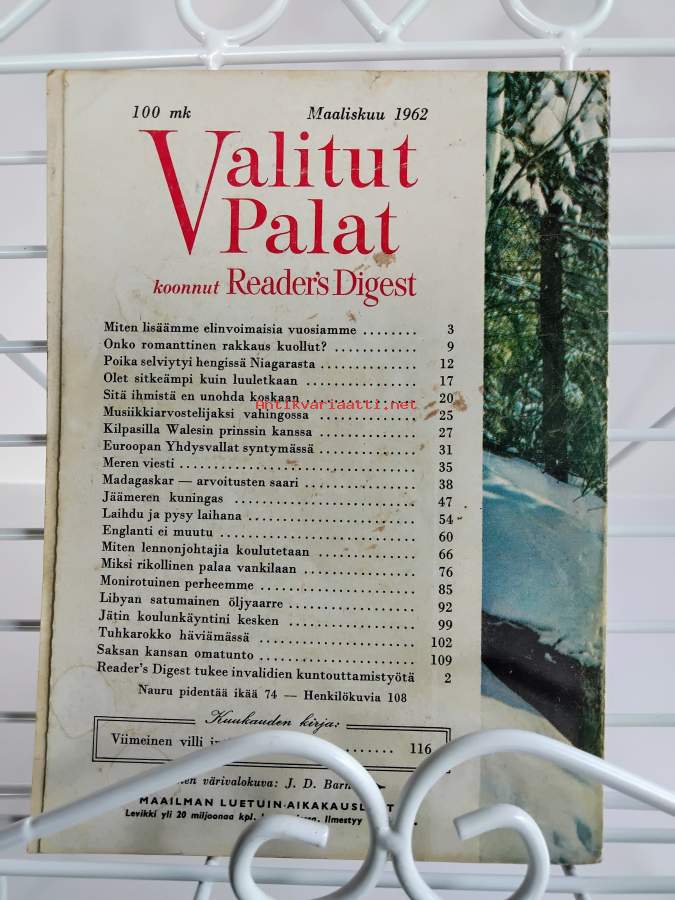 100 mk Maaliskuu 1962
Valitut
Palat
koonnut Reader's Digest
Miten lisäämme elinvoimaisia vuosiamme ........ 3
Onko romanttinen rakkaus kuollut? ............ 9
Poika selviytyi hengissä Niagarasta .............. 12
Olet sitkeämpi kuin luuletkaan .................. 17
Sitä ihmistä en unohda koskaan .................. 20
Antikvariaatti.net
Musiikkiarvostelijaksi vahingossa ................ 25
Kilpasilla Walesin prinssin kanssa ................ 27
Euroopan Yhdysvallat syntymässä ................ 31
Meren viesti .................................... 35
Madagaskar — arvoitusten saari .................. 38
Jäämeren kuningas .............................. 47
Laihdu ja pysy laihana .......................... 54
Englanti ei muutu .............................. 60
Miten lennonjohtajia koulutetaan ................ 66
Miksi rikollinen palaa vankilaan .................. 76
Monirotuinen perheemme ........................ 85
Libyan satumainen öljyaarre ...................... 92
Jätin koulunkäyntini kesken ...................... 99
Tuhkarokko häviämässä ........................ 102
Saksan kansan omatunto ........................ 109
Reader's Digest tukee invalidien kuntouttamistyötä 2
Nauru pidentää ikää 74 — Henkilökuvia 108
Kuukauden kirja:
Viimeinen villi ........ 116
värivalokuva: J. D.
MAAILMAN LUETUIN AIKAKAUSLEHTI
Levikki yli 20 miljoonaa kpl. Ilmestyy